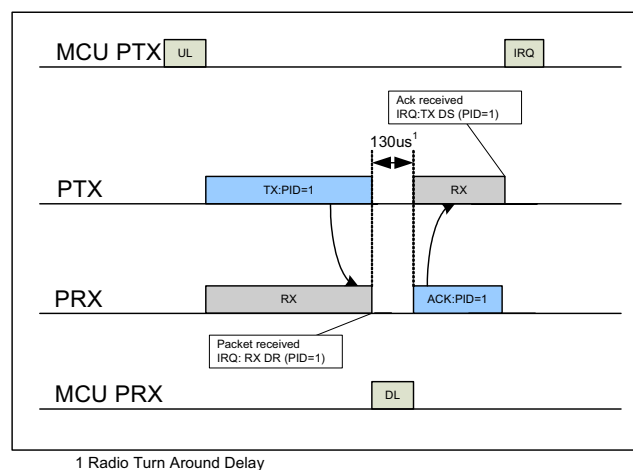 MCU PTX
UL
IRQ
Ack received
IRQ:TX DS (PID=1)
130us1
PTX
TX:PID=1
RX
PRX
RX
ACK:PID=1
Packet received
IRQ: RX DR (PID=1)
MCU PRX
DL
1 Radio Turn Around Delay